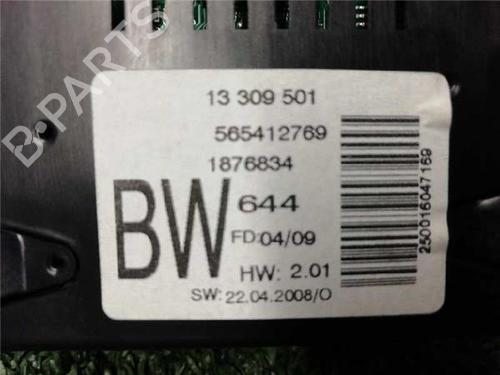 B-PARTS
13 309 501
565412769
1876834
BW 644
FD:04/09
HW: 2.01
SW: 22.04.2008/O
250016047169